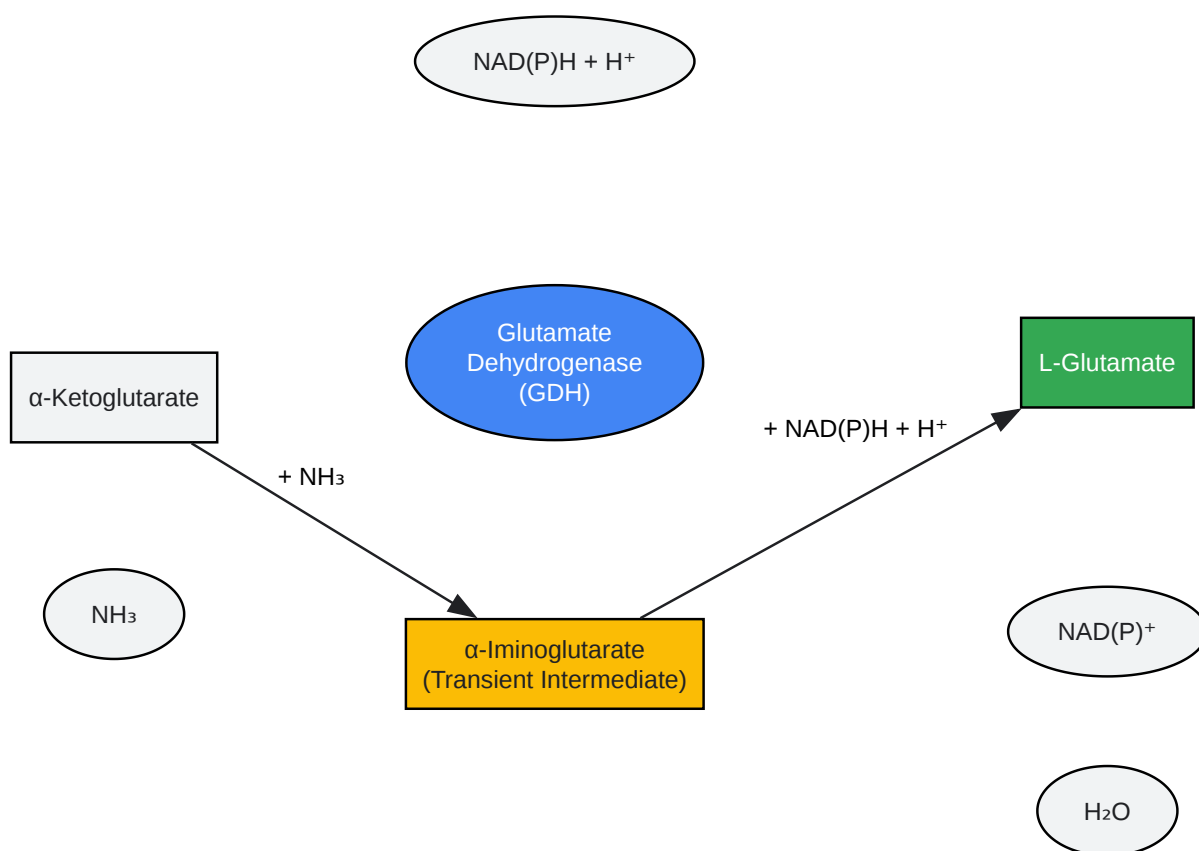 NAD(P)H + H⁺
Glutamate
Dehydrogenase
(GDH)
L-Glutamate
α-Ketoglutarate
+ NAD(P)H + H⁺
+ NH₃
NH₃
NAD(P)⁺
α-Iminoglutarate
(Transient Intermediate)
H₂O